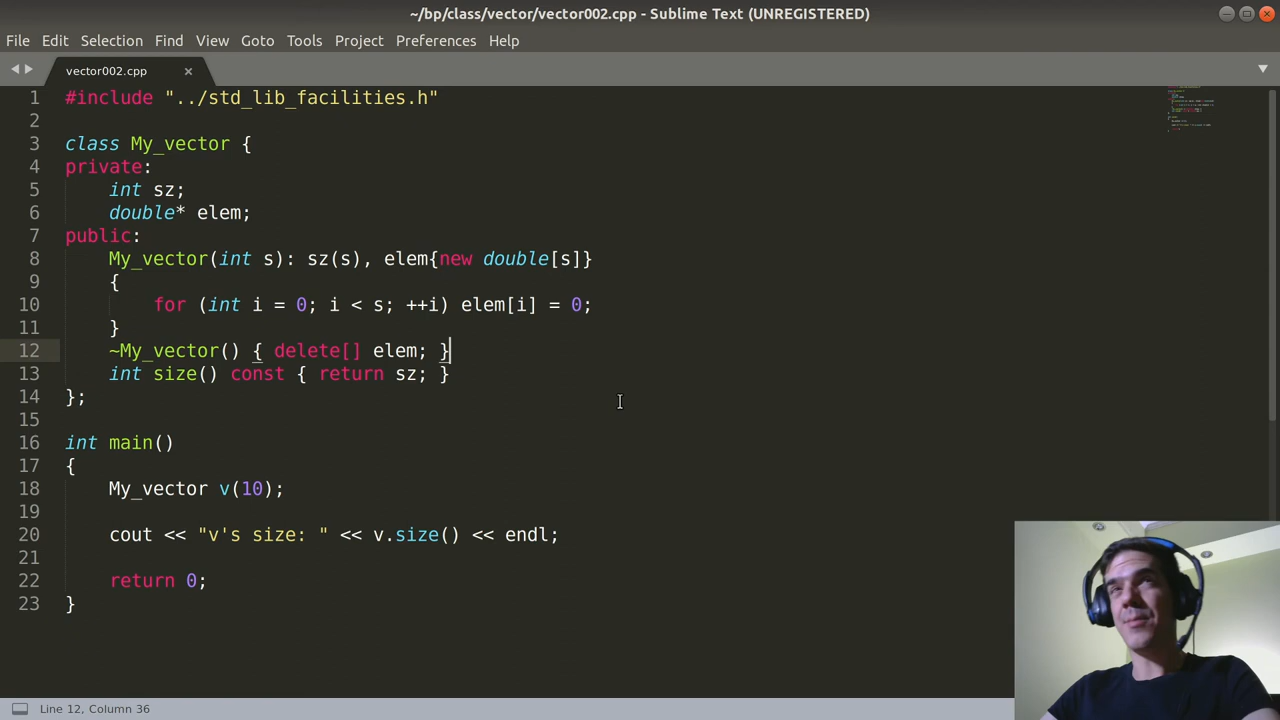 ~/bp/class/vector/vector002.cpp - Sublime Text (UNREGISTERED)
File Edit Selection Find View Goto Tools Project Preferences Help
vector002.cpp
1 #include "../std_lib_facilities.h"
2
3 class My_vector {
4 private:
5     int sz;
6     double* elem;
7 public:
8     My_vector(int s): sz(s), elem{new double[s]}
9     {
10         for (int i = 0; i < s; ++i) elem[i] = 0;
11     }
12     ~My_vector() { delete[] elem; }
13     int size() const { return sz; }
14 };
15
16 int main()
17 {
18     My_vector v(10);
19
20     cout << "v's size: " << v.size() << endl;
21
22     return 0;
23 }
Line 12, Column 36